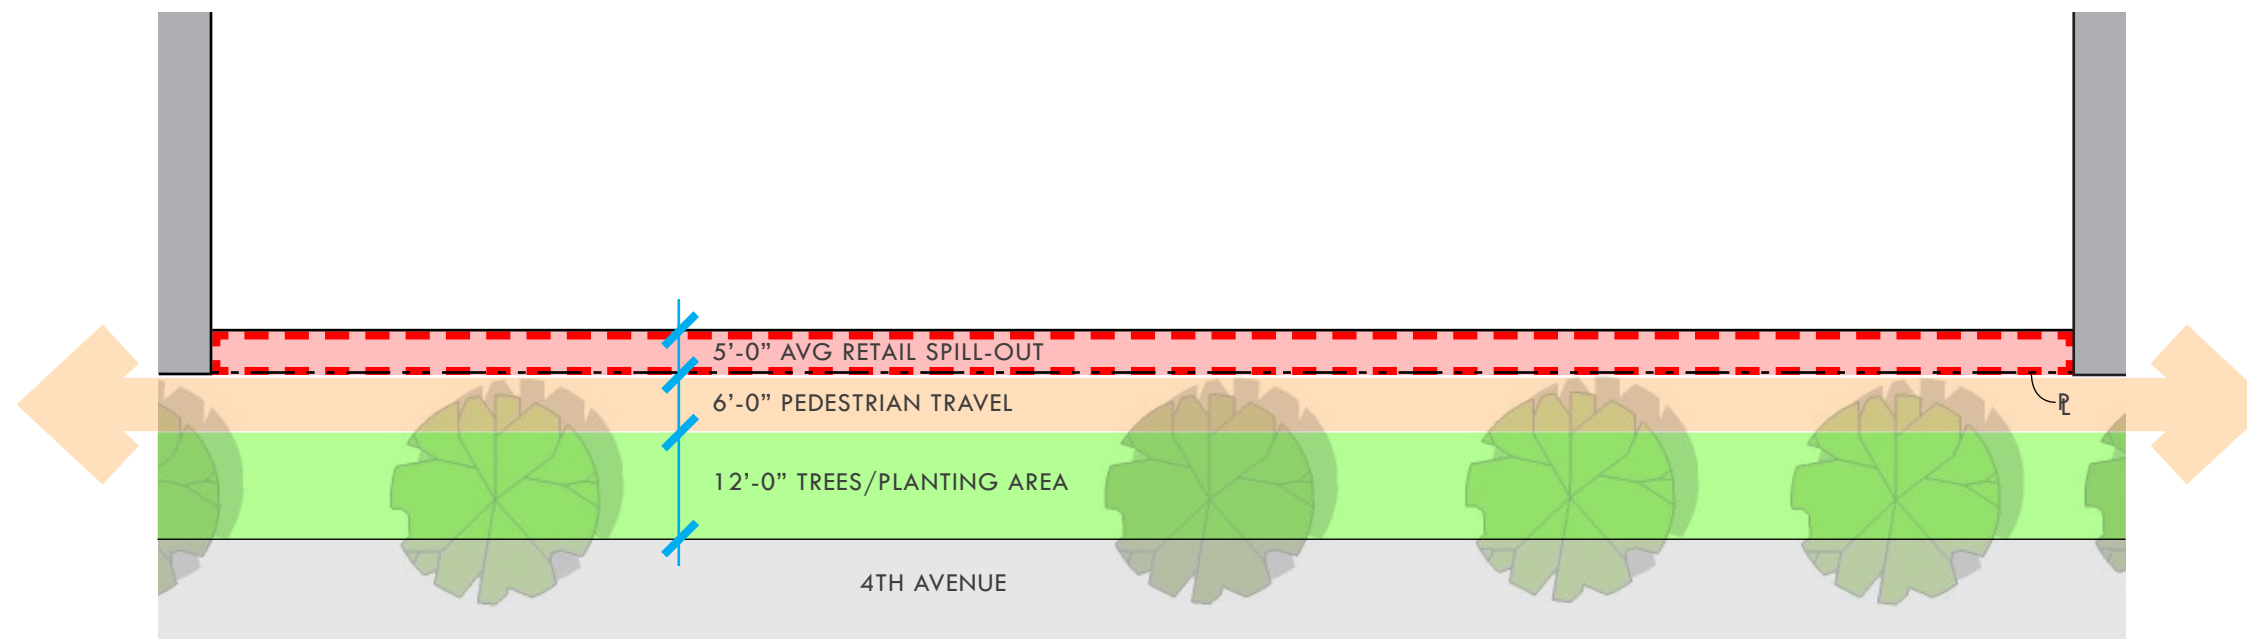 5’-0” AVG RETAIL SPILL-OUT
6’-0” PEDESTRIAN TRAVEL
PL
12’-0” TREES/PLANTING AREA
4TH AVENUE